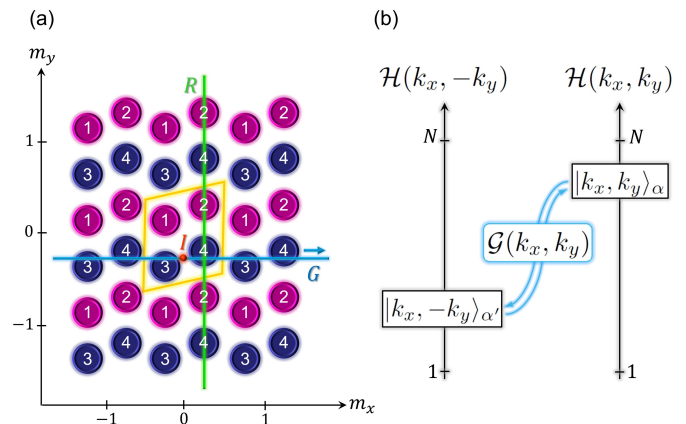 (a)
m_y
R
2 2 2
1 1 1
1
4 4 4
3 3 3
2 2 2
1 1 1
0
I
4 4 4
3 3 3
G
2 2 2
1 1 1
−1
4 4 4
3 3 3
−1 0 1 m_x
(b)
ℋ(k_x, −k_y) ℋ(k_x, k_y)
N N
|k_x, k_y⟩_α
𝒢(k_x, k_y)
|k_x, −k_y⟩_α′
1 1